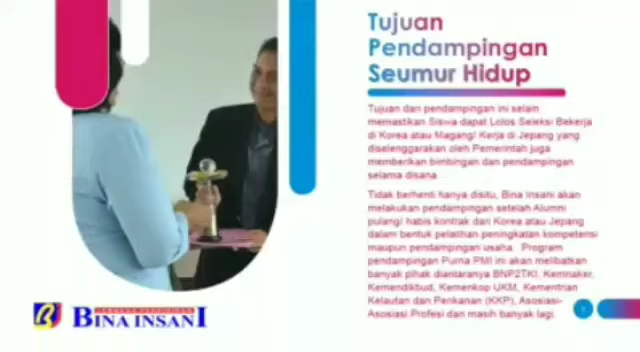 Tujuan
Pendampingan
Seumur Hidup
Tujuan dan pendampingan ini selain
memastikan Siswa dapat Lolos Seleksi Bekerja
di Korea atau Magang/ Kerja di Jepang yang
diselenggarakan oleh Pemerintah juga
memberikan bimbingan dan pendampingan
selama disana.
Tidak berhenti hanya disitu, Bina Insani akan
melakukan pendampingan setelah Alumni
pulang/ habis kontrak dari Korea atau Jepang
dalam bentuk pelatihan peningkatan kompetensi
maupun pendampingan usaha. Program
pendampingan Purna PMI ini akan melibatkan
banyak pihak diantaranya BNP2TKI, Kemnaker,
Kemendikbud, Kemenkop UKM, Kementrian
Kelautan dan Perikanan (KKP), Asosiasi-
Asosiasi Profesi dan masih banyak lagi.
LEMBAGA PENDIDIKAN
BINA INSANI